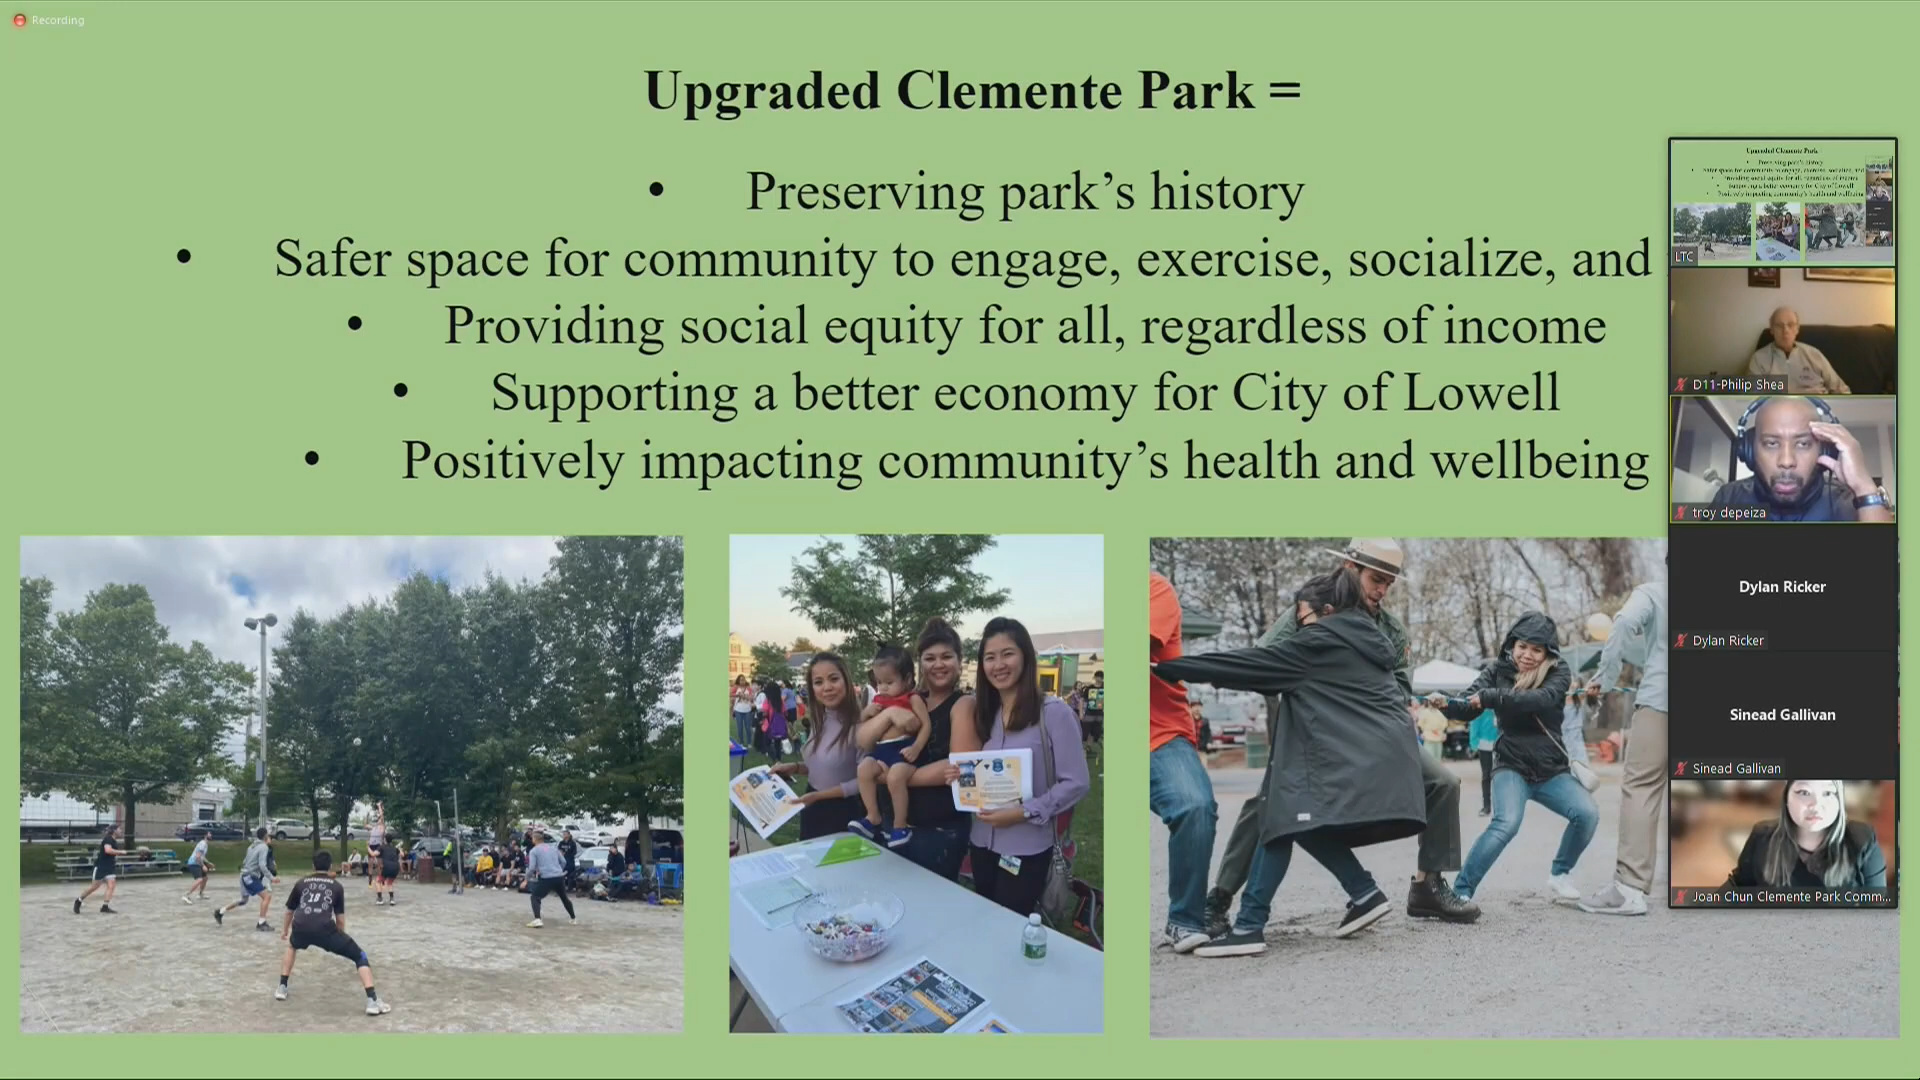 Recording
Upgraded Clemente Park =
• Preserving park’s history
• Safer space for community to engage, exercise, socialize, and
• Providing social equity for all, regardless of income
• Supporting a better economy for City of Lowell
• Positively impacting community’s health and wellbeing
LTC
D11-Philip Shea
troy depeiza
Dylan Ricker
Dylan Ricker
Sinead Gallivan
Sinead Gallivan
Joan Chun Clemente Park Comm...
18